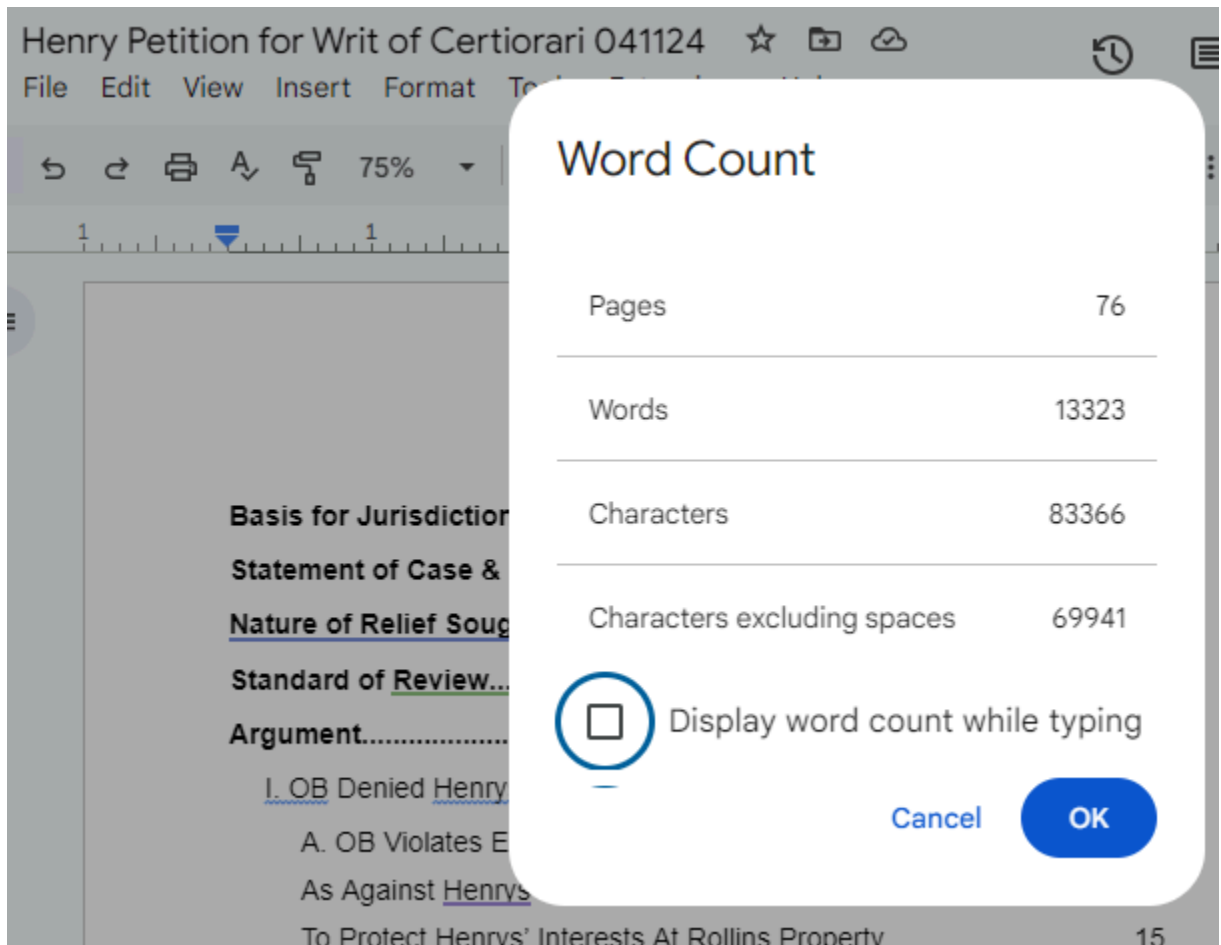 Henry Petition for Writ of Certiorari 041124
File Edit View Insert Format
75%
Word Count
1 1
Pages 76
Words 13323
Characters 83366
Characters excluding spaces 69941
Display word count while typing
Cancel OK
Basis for Jurisdiction
Statement of Case &
Nature of Relief Soug
Standard of Review...
Argument...................
I. OB Denied Henry
A. OB Violates E
As Against Henrys
To Protect Henrys' Interests At Rollins Property 15